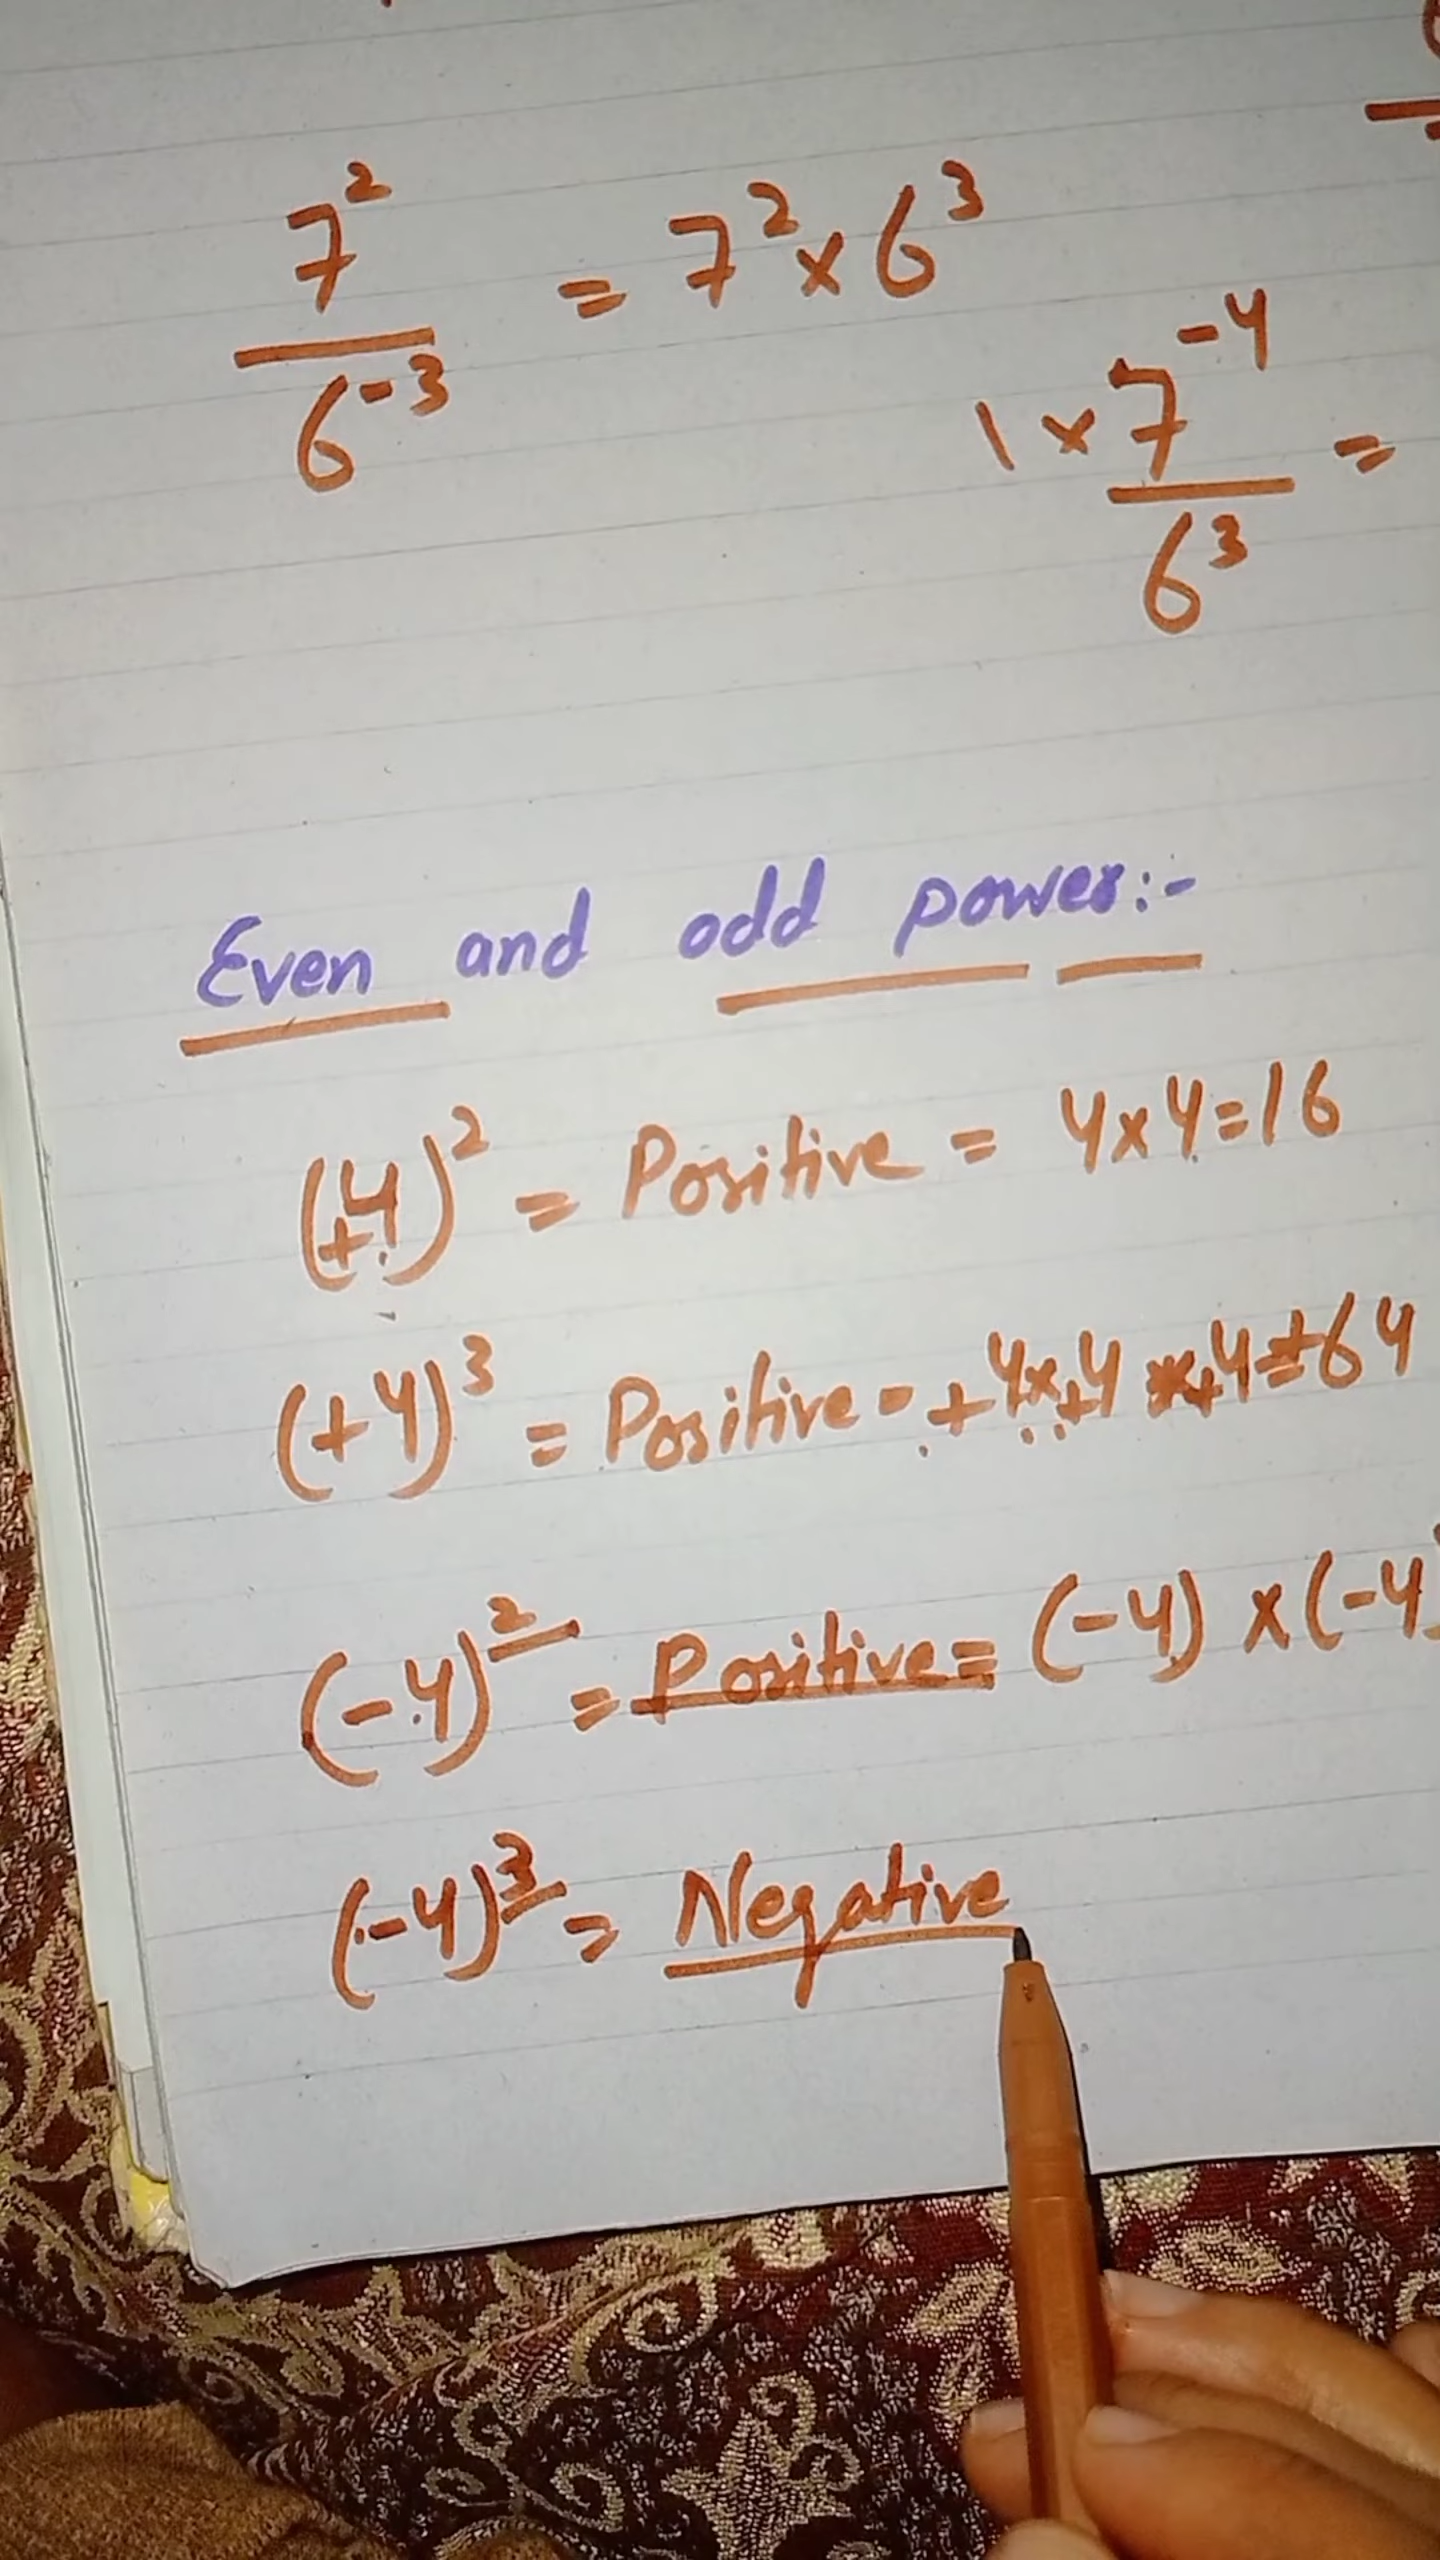 7²/6⁻³ = 7² × 6³
1 × 7⁻⁴/6³ =
Even and odd power:-
(+4)² = Positive = 4×4=16
(+4)³ = Positive = +4×+4×+4=+64
(-4)² = Positive = (-4) × (-4)
(-4)³ = Negative